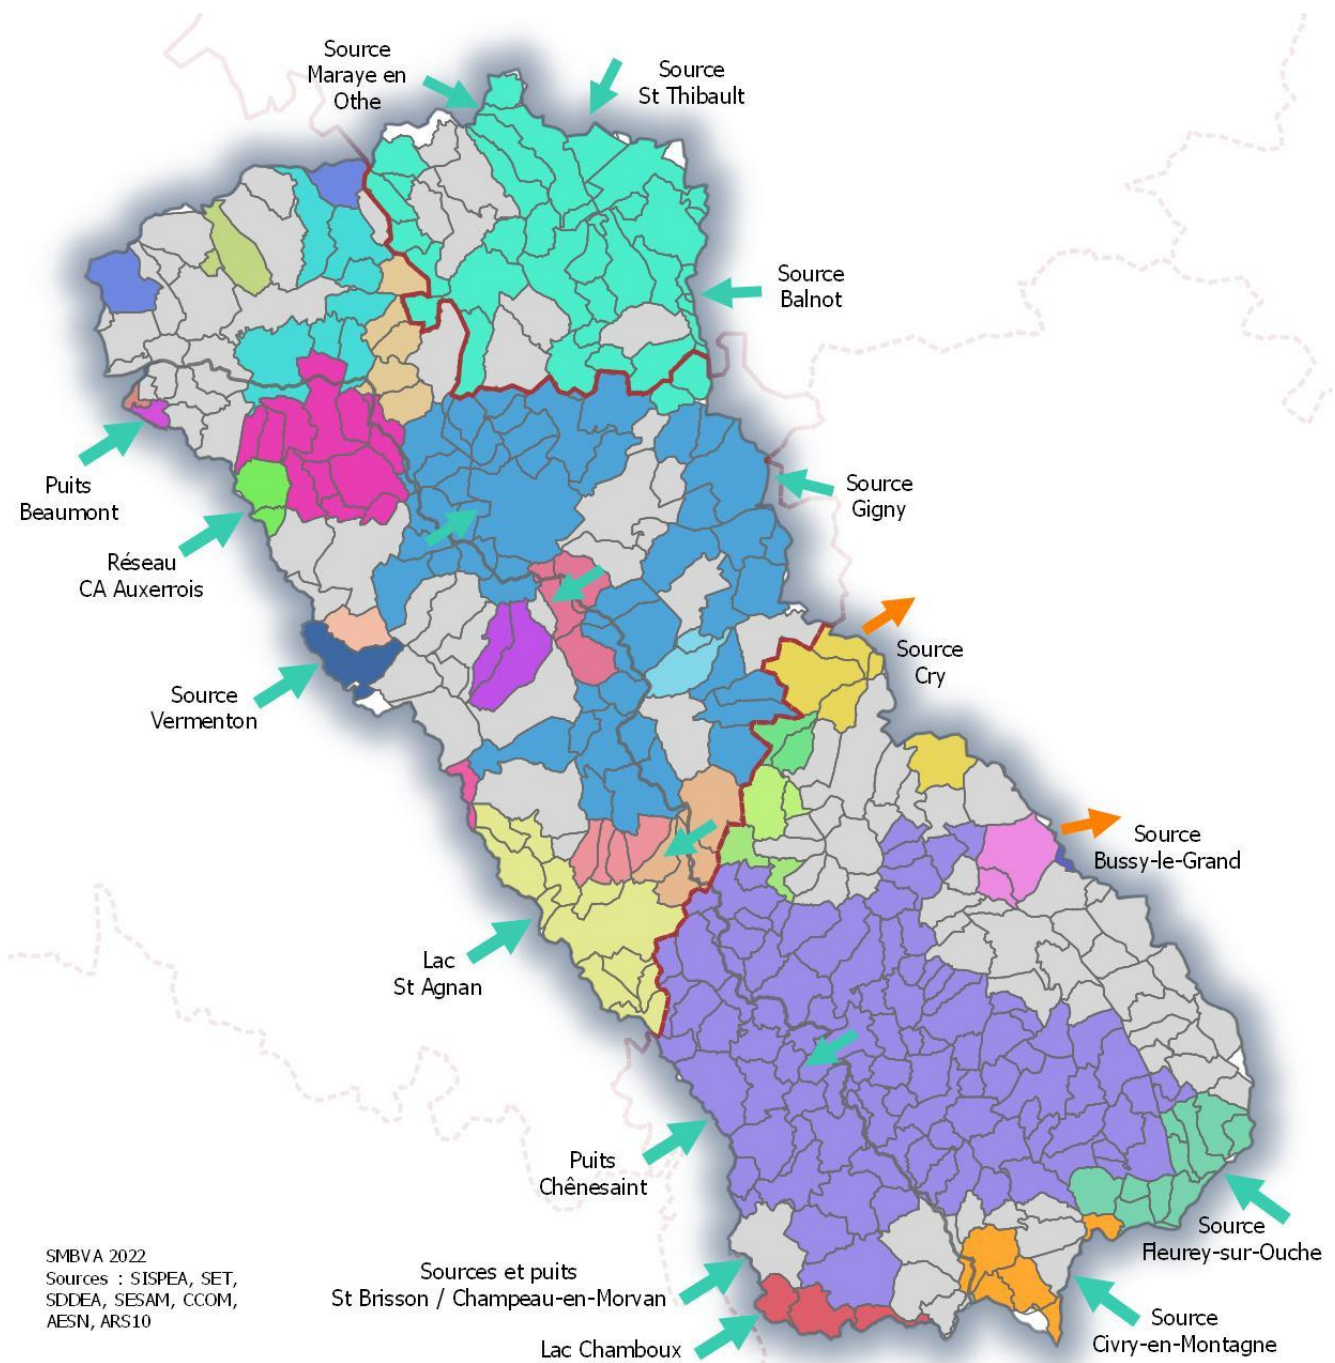 Source
Maraye en
Othe
Source
St Thibault
Source
Balnot
Puits
Beaumont
Source
Gigny
Réseau
CA Auxerrois
Source
Cry
Source
Vermenton
Source
Bussy-le-Grand
Lac
St Agnan
Puits
Chênesaint
Source
Fleurey-sur-Ouche
SMBVA 2022
Sources : SISPEA, SET,
SDDEA, SESAM, CCOM,
AESN, ARS10
Sources et puits
St Brisson / Champeau-en-Morvan
Source
Civry-en-Montagne
Lac Chamboux